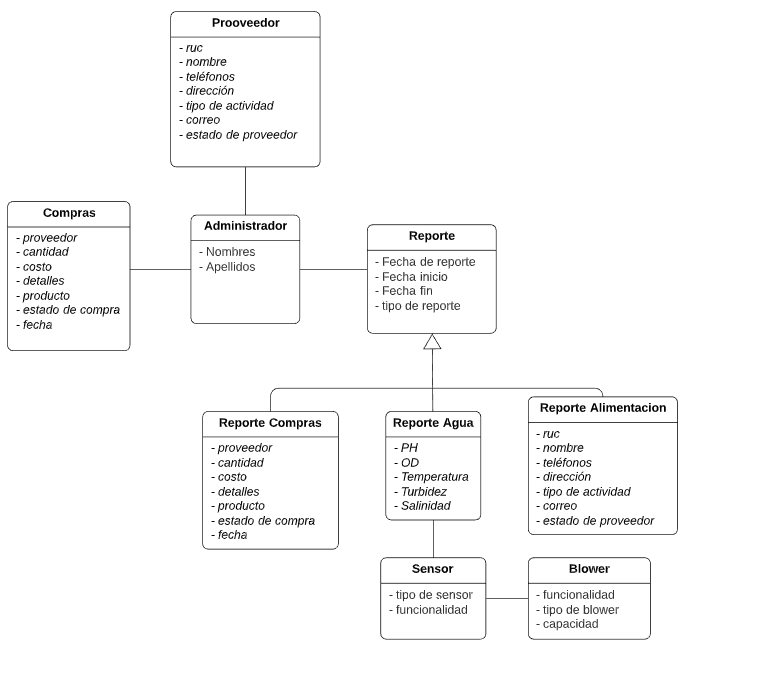 Prooveedor
- ruc
- nombre
- teléfonos
- dirección
- tipo de actividad
- correo
- estado de proveedor
Compras
- proveedor
- cantidad
- costo
- detalles
- producto
- estado de compra
- fecha
Administrador
- Nombres
- Apellidos
Reporte
- Fecha de reporte
- Fecha inicio
- Fecha fin
- tipo de reporte
Reporte Compras
- proveedor
- cantidad
- costo
- detalles
- producto
- estado de compra
- fecha
Reporte Agua
- PH
- OD
- Temperatura
- Turbidez
- Salinidad
Reporte Alimentacion
- ruc
- nombre
- teléfonos
- dirección
- tipo de actividad
- correo
- estado de proveedor
Sensor
- tipo de sensor
- funcionalidad
Blower
- funcionalidad
- tipo de blower
- capacidad